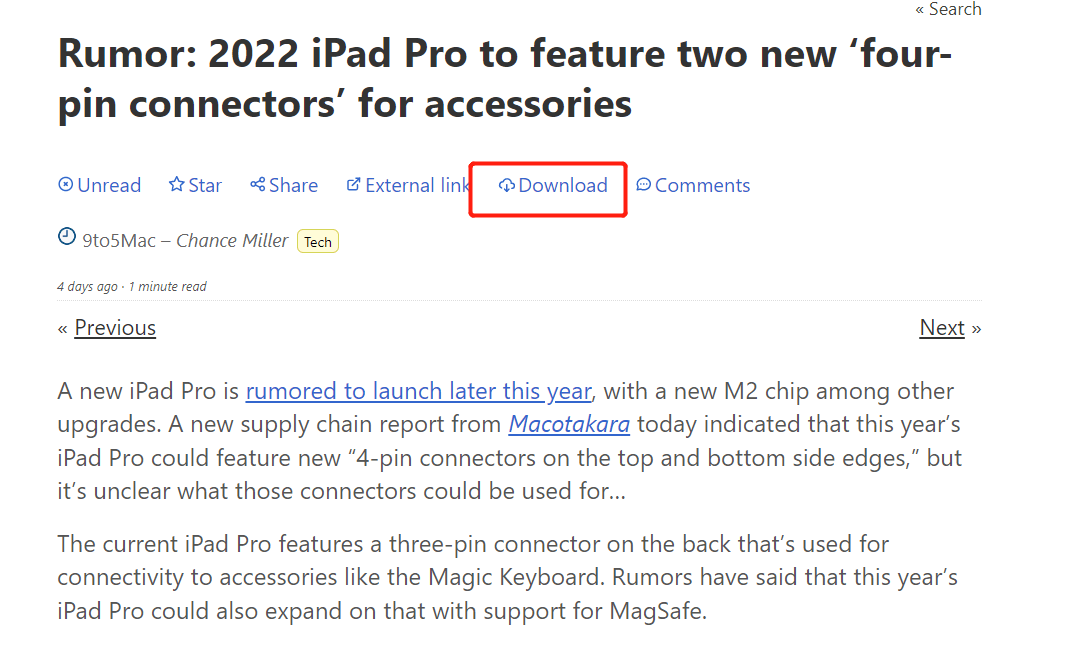 « Search
Rumor: 2022 iPad Pro to feature two new ‘four-
pin connectors’ for accessories
Unread Star Share External link Download Comments
9to5Mac – Chance Miller Tech
4 days ago · 1 minute read
« Previous Next »
A new iPad Pro is rumored to launch later this year, with a new M2 chip among other
upgrades. A new supply chain report from Macotakara today indicated that this year’s
iPad Pro could feature new “4-pin connectors on the top and bottom side edges,” but
it’s unclear what those connectors could be used for…
The current iPad Pro features a three-pin connector on the back that’s used for
connectivity to accessories like the Magic Keyboard. Rumors have said that this year’s
iPad Pro could also expand on that with support for MagSafe.